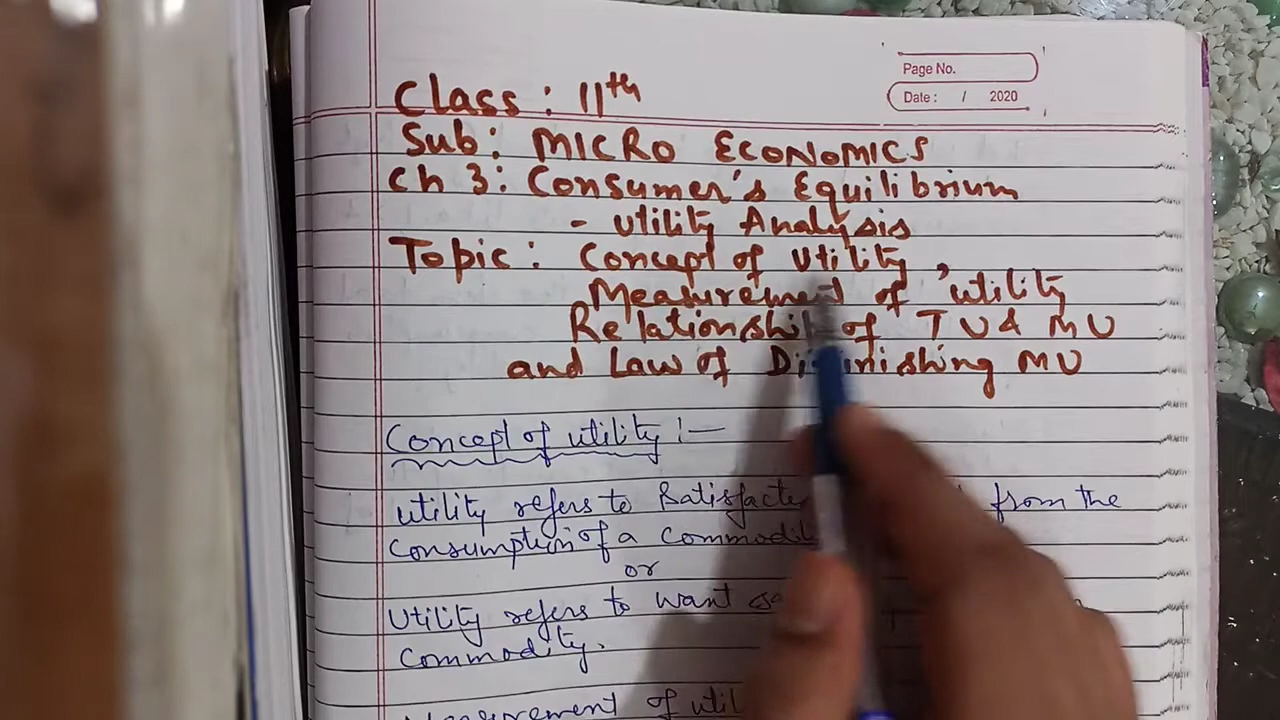 Page No.
Date : / 2020
Class : 11th
Sub : MICRO ECONOMICS
Ch 3 : Consumer's Equilibrium
- Utility Analysis
Topic : Concept of Utility,
Measurement of utility
Relationship of TU & MU
and Law of Diminishing MU
Concept of utility :—
Utility refers to from the
Consumption of a
or
Utility refers to want
Commodity.
Measurement of